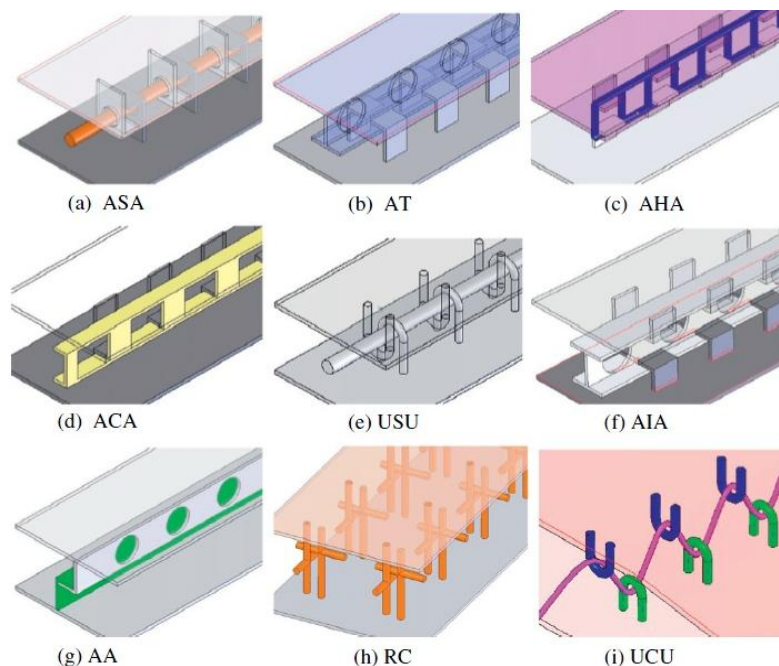 (a) ASA
(b) AT
(c) AHA
(d) ACA
(e) USU
(f) AIA
(g) AA
(h) RC
(i) UCU